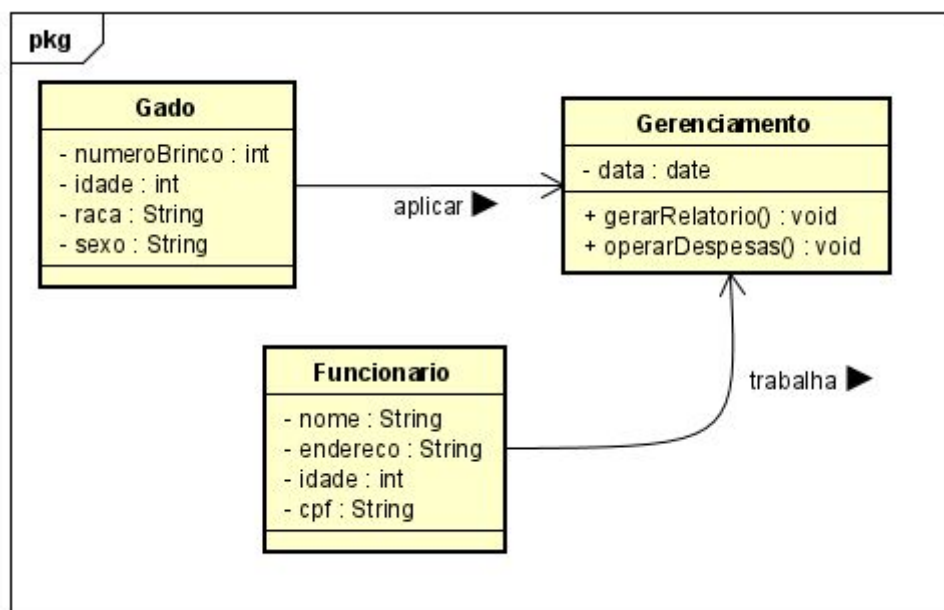 pkg
Gado
- numeroBrinco : int
- idade : int
- raca : String
- sexo : String
aplicar ▶
Gerenciamento
- data : date
+ gerarRelatorio() : void
+ operarDespesas() : void
Funcionario
- nome : String
- endereco : String
- idade : int
- cpf : String
trabalha ▶